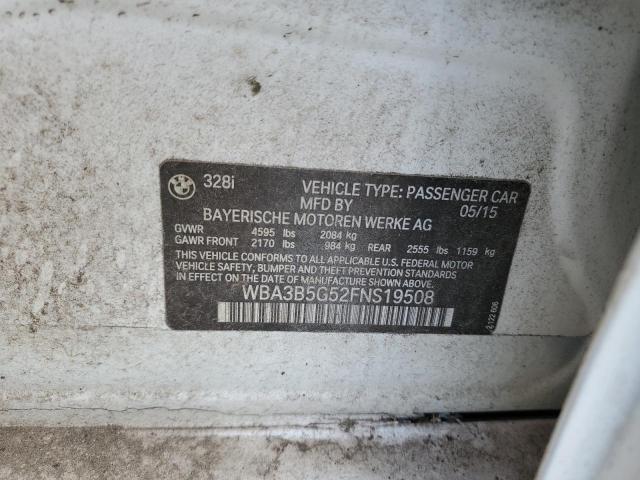 328i
VEHICLE TYPE: PASSENGER CAR
MFD BY 05/15
BAYERISCHE MOTOREN WERKE AG
GVWR 4595 lbs 2084 kg
GAWR FRONT 2170 lbs 984 kg REAR 2555 lbs 1159 kg
THIS VEHICLE CONFORMS TO ALL APPLICABLE U.S. FEDERAL MOTOR
VEHICLE SAFETY, BUMPER AND THEFT PREVENTION STANDARDS
IN EFFECT ON THE DATE OF MANUFACTURE SHOWN ABOVE.
WBA3B5G52FNS19508